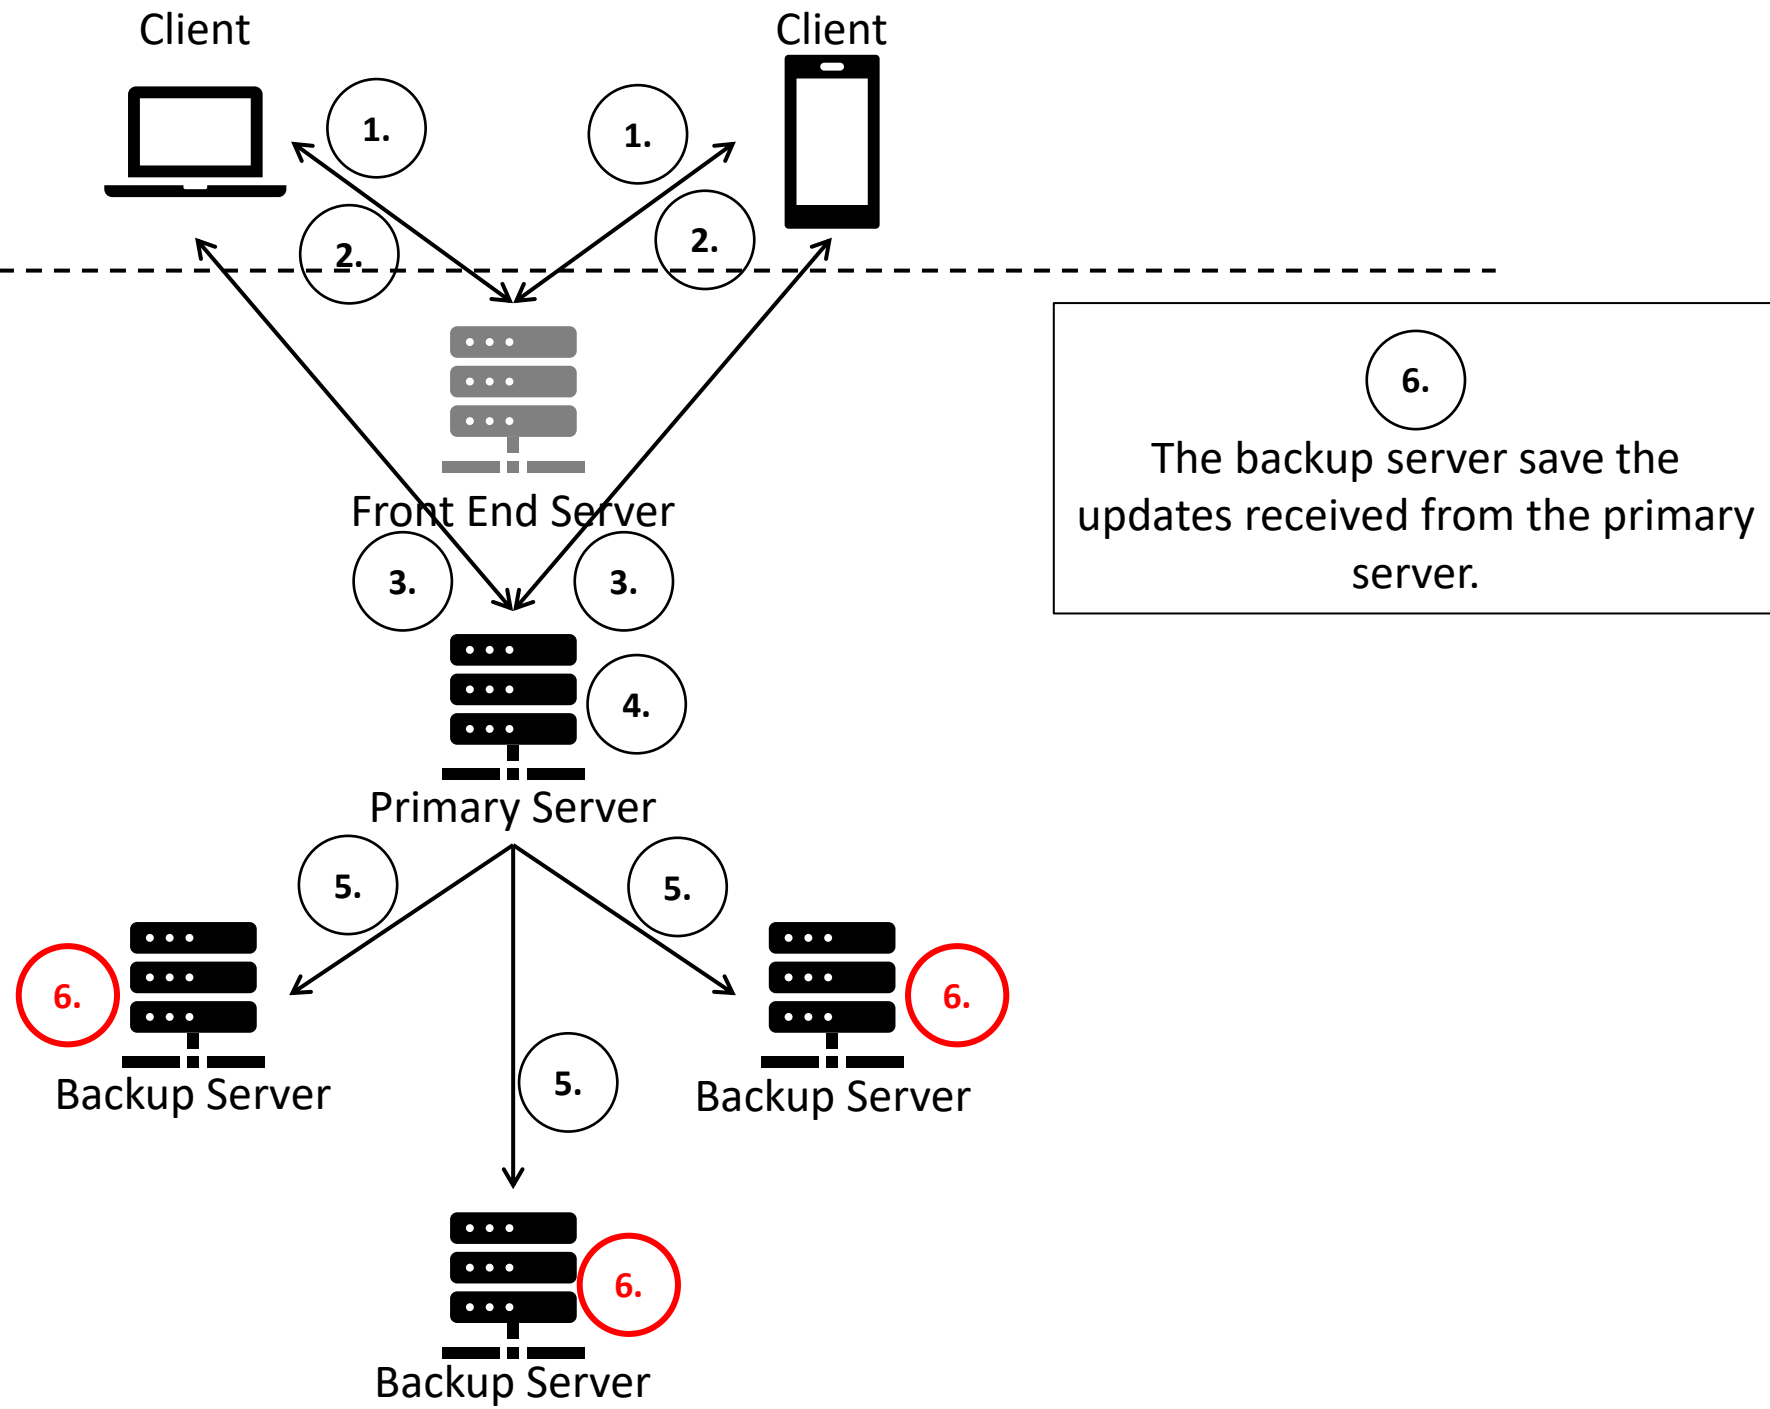 Client
Client
1.
1.
2.
2.
Front End Server
6.
The backup server save the
updates received from the primary
server.
3.
3.
4.
Primary Server
5.
5.
6.
6.
Backup Server
Backup Server
5.
6.
Backup Server